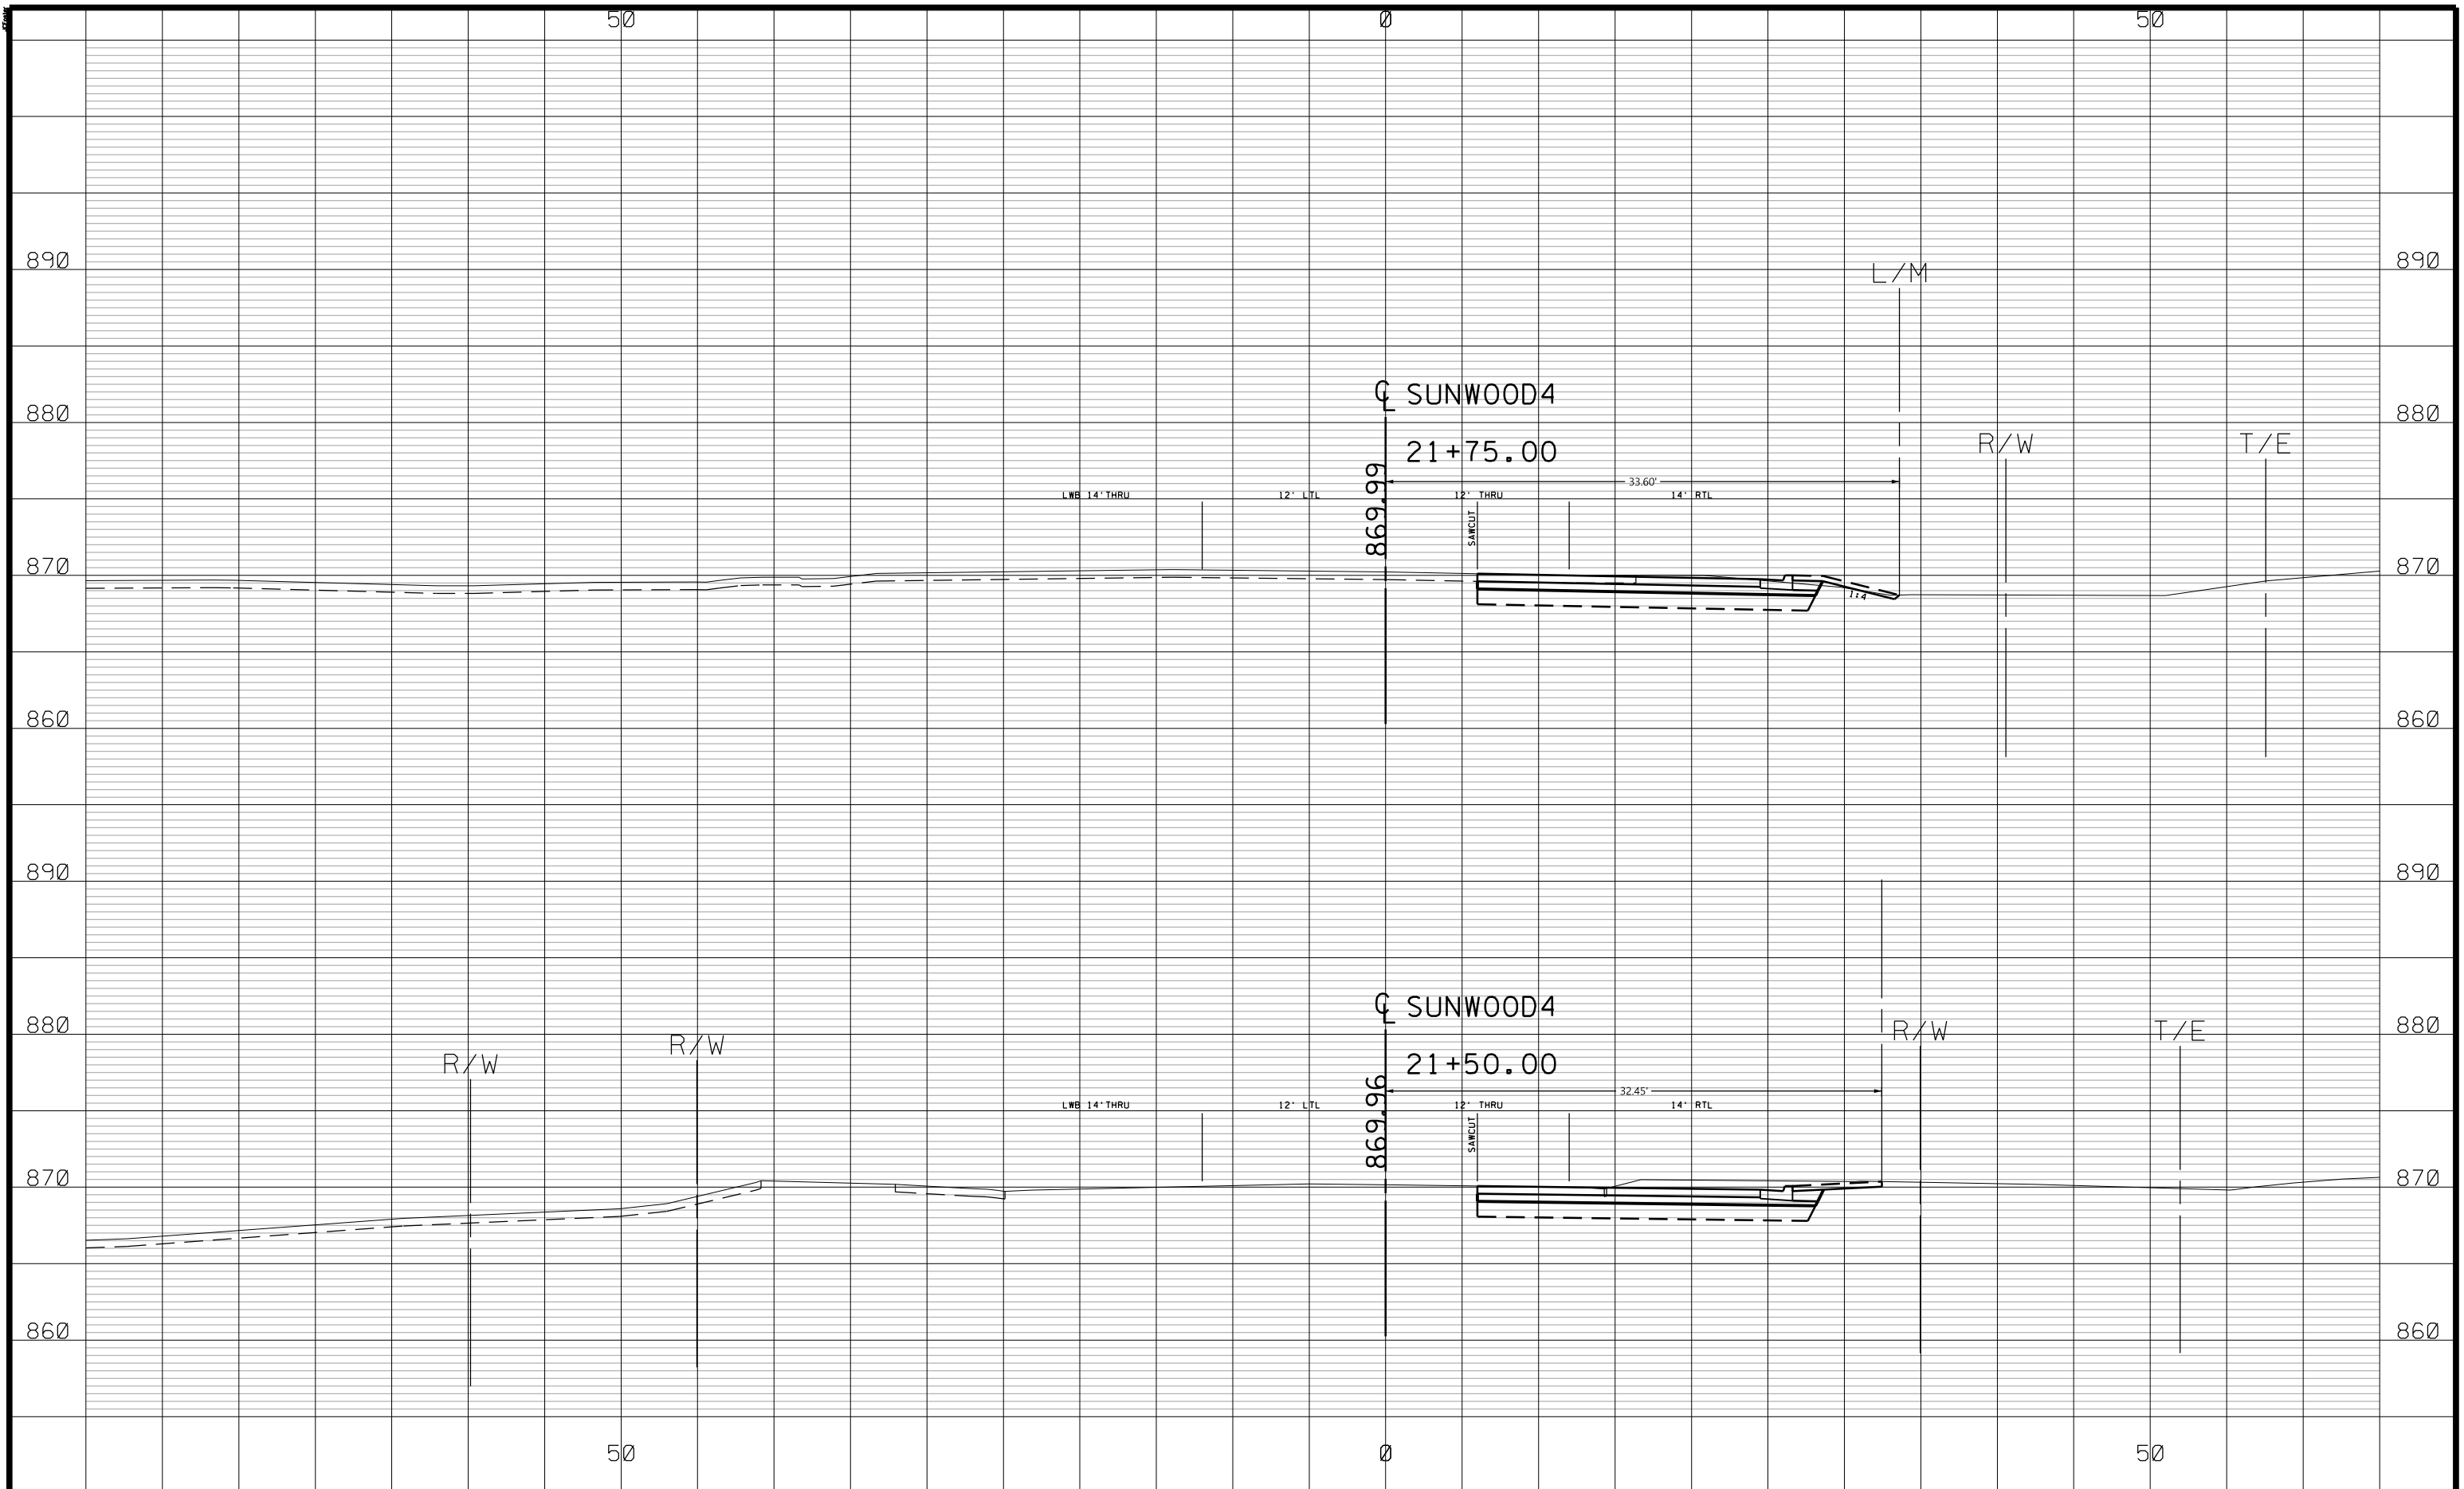 50 0 50
890 890
L/M
880 ℄ SUNWOOD4 880
R/W T/E
21+75.00
869.99
33.60'
LWB 14'THRU 12' LTL 12' THRU 14' RTL
SAWCUT
870 870
1:4
860 860
890 890
℄ SUNWOOD4
880 R/W T/E 880
R/W R/W
21+50.00
869.96
32.45'
LWB 14'THRU 12' LTL 12' THRU 14' RTL
SAWCUT
870 870
860 860
50 0 50